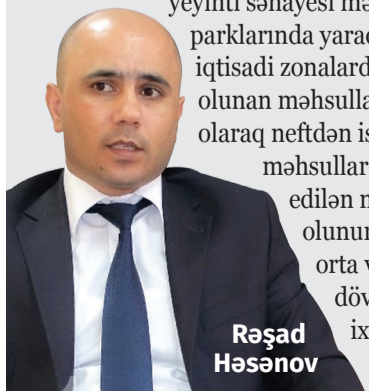 yeyinti sənayesi mə
parklarında yarad
iqtisadi zonalard
olunan məhsulla
olaraq neftdən is
məhsullar
edilən m
olunur
orta v
döv
ix
Rəşad
Həsənov